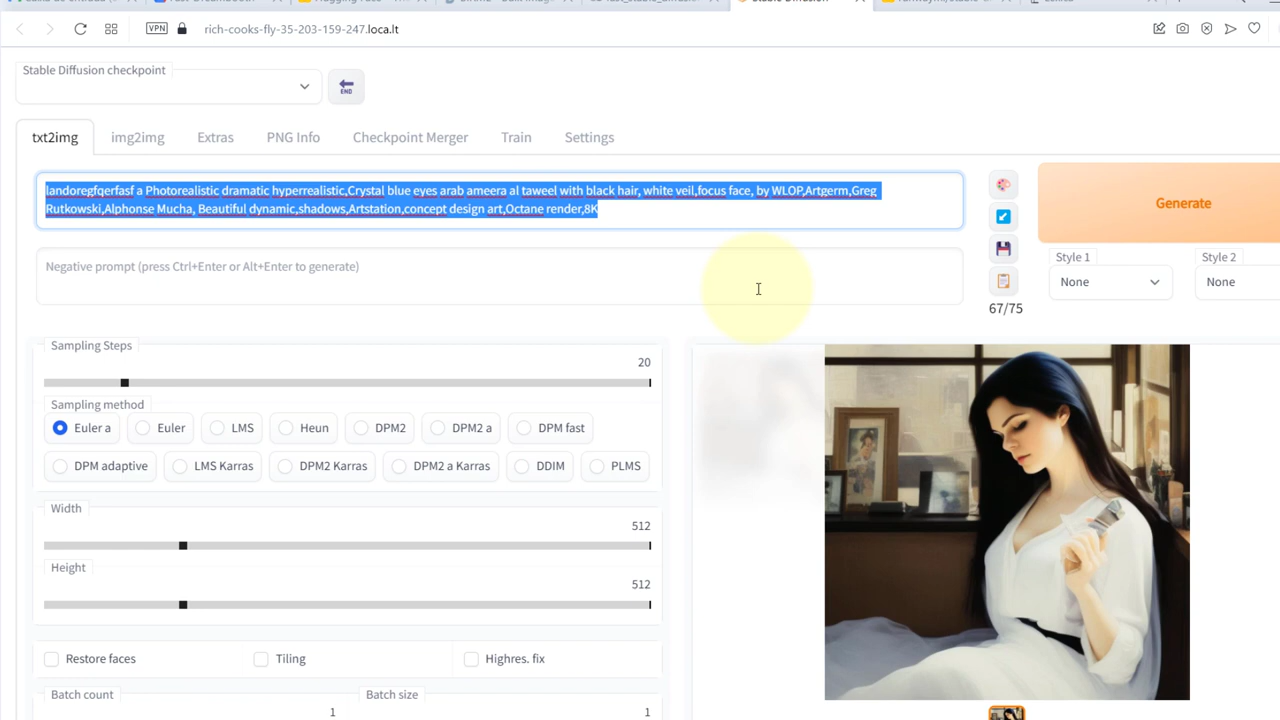 rich-cooks-fly-35-203-159-247.loca.lt
VPN
Stable Diffusion checkpoint
END
txt2img
img2img
Extras
PNG Info
Checkpoint Merger
Train
Settings
landoregfqerfasf a Photorealistic dramatic hyperrealistic,Crystal blue eyes arab ameera al taweel with black hair, white veil,focus face, by WLOP,Artgerm,Greg
Rutkowski,Alphonse Mucha, Beautiful dynamic,shadows,Artstation,concept design art,Octane render,8K
Generate
Negative prompt (press Ctrl+Enter or Alt+Enter to generate)
67/75
Style 1
Style 2
None
None
Sampling Steps
20
Sampling method
Euler a
Euler
LMS
Heun
DPM2
DPM2 a
DPM fast
DPM adaptive
LMS Karras
DPM2 Karras
DPM2 a Karras
DDIM
PLMS
Width
512
Height
512
Restore faces
Tiling
Highres. fix
Batch count
Batch size
1
1